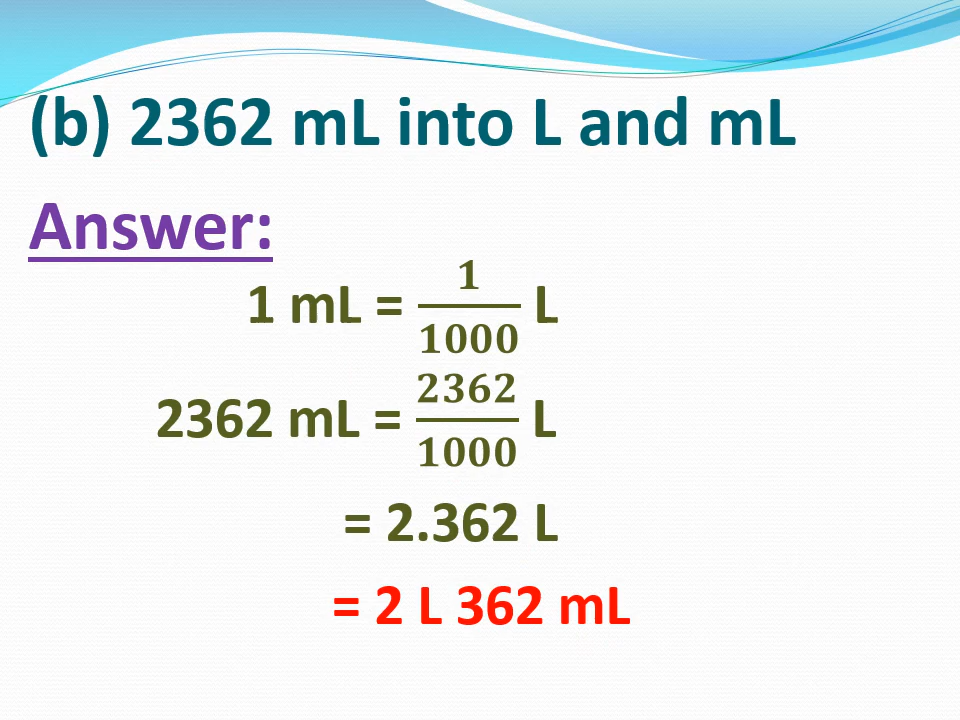 (b) 2362 mL into L and mL
Answer:
1 mL = 1/1000 L
2362 mL = 2362/1000 L
= 2.362 L
= 2 L 362 mL